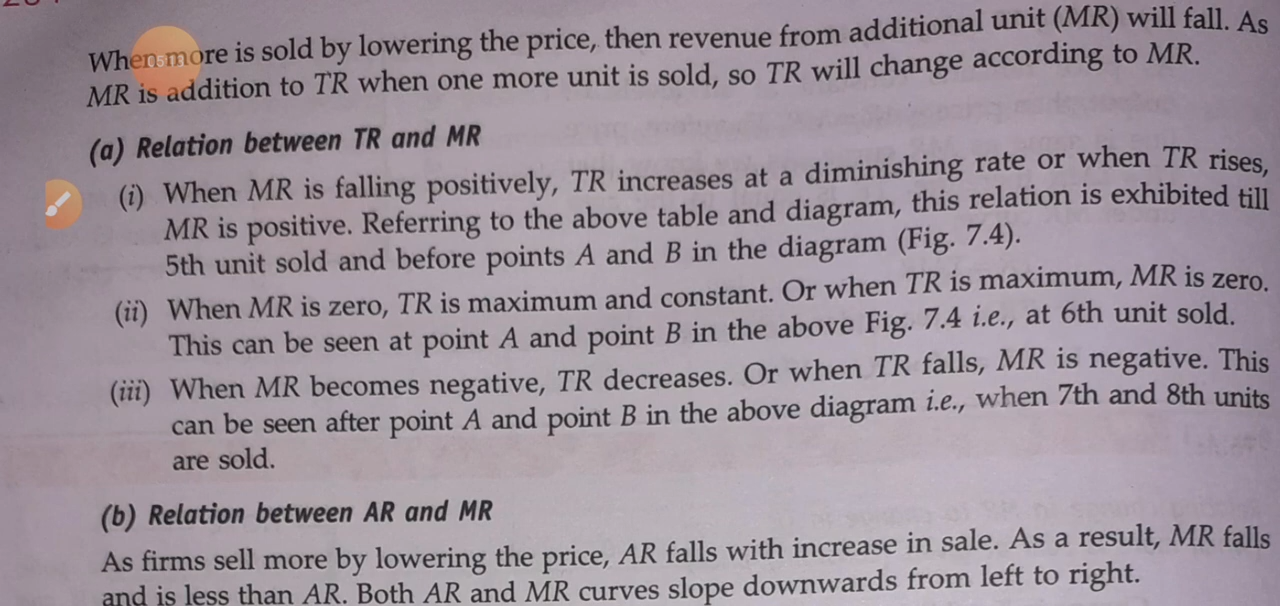 When more is sold by lowering the price, then revenue from additional unit (MR) will fall. As
MR is addition to TR when one more unit is sold, so TR will change according to MR.
(a) Relation between TR and MR
(i) When MR is falling positively, TR increases at a diminishing rate or when TR rises,
MR is positive. Referring to the above table and diagram, this relation is exhibited till
5th unit sold and before points A and B in the diagram (Fig. 7.4).
(ii) When MR is zero, TR is maximum and constant. Or when TR is maximum, MR is zero.
This can be seen at point A and point B in the above Fig. 7.4 i.e., at 6th unit sold.
(iii) When MR becomes negative, TR decreases. Or when TR falls, MR is negative. This
can be seen after point A and point B in the above diagram i.e., when 7th and 8th units
are sold.
(b) Relation between AR and MR
As firms sell more by lowering the price, AR falls with increase in sale. As a result, MR falls
and is less than AR. Both AR and MR curves slope downwards from left to right.